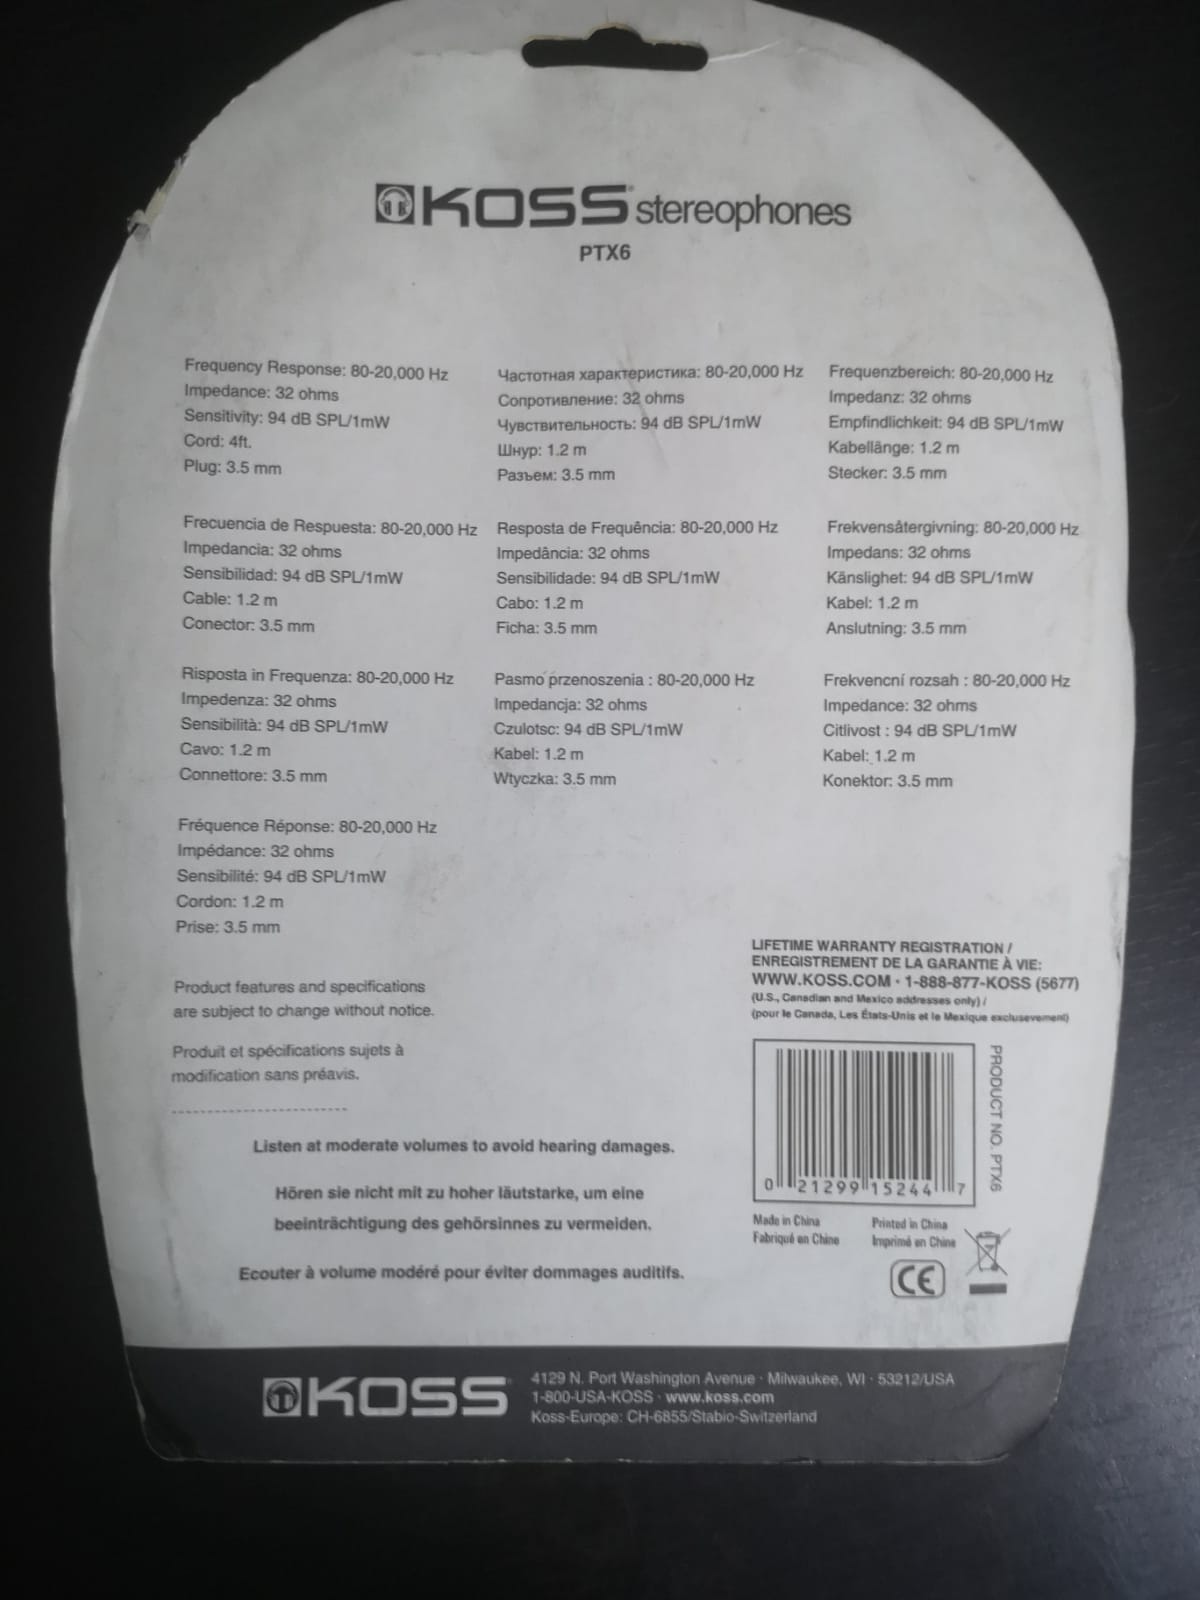 KOSS® stereophones
PTX6
Frequency Response: 80-20,000 Hz
Impedance: 32 ohms
Sensitivity: 94 dB SPL/1mW
Cord: 4ft.
Plug: 3.5 mm
Частотная характеристика: 80-20,000 Hz
Сопротивление: 32 ohms
Чувствительность: 94 dB SPL/1mW
Шнур: 1.2 m
Разъем: 3.5 mm
Frequenzbereich: 80-20,000 Hz
Impedanz: 32 ohms
Empfindlichkeit: 94 dB SPL/1mW
Kabellänge: 1.2 m
Stecker: 3.5 mm
Frecuencia de Respuesta: 80-20,000 Hz
Impedancia: 32 ohms
Sensibilidad: 94 dB SPL/1mW
Cable: 1.2 m
Conector: 3.5 mm
Resposta de Frequência: 80-20,000 Hz
Impedância: 32 ohms
Sensibilidade: 94 dB SPL/1mW
Cabo: 1.2 m
Ficha: 3.5 mm
Frekvensåtergivning: 80-20,000 Hz
Impedans: 32 ohms
Känslighet: 94 dB SPL/1mW
Kabel: 1.2 m
Anslutning: 3.5 mm
Risposta in Frequenza: 80-20,000 Hz
Impedenza: 32 ohms
Sensibilità: 94 dB SPL/1mW
Cavo: 1.2 m
Connettore: 3.5 mm
Pasmo przenoszenia : 80-20,000 Hz
Impedancja: 32 ohms
Czulotsc: 94 dB SPL/1mW
Kabel: 1.2 m
Wtyczka: 3.5 mm
Frekvencní rozsah : 80-20,000 Hz
Impedance: 32 ohms
Citlivost : 94 dB SPL/1mW
Kabel: 1.2 m
Konektor: 3.5 mm
Fréquence Réponse: 80-20,000 Hz
Impédance: 32 ohms
Sensibilité: 94 dB SPL/1mW
Cordon: 1.2 m
Prise: 3.5 mm
Product features and specifications
are subject to change without notice.
Produit et spécifications sujets à
modification sans préavis.
Listen at moderate volumes to avoid hearing damages.
Hören sie nicht mit zu hoher läutstarke, um eine
beeinträchtigung des gehörsinnes zu vermeiden.
Ecouter à volume modéré pour éviter dommages auditifs.
LIFETIME WARRANTY REGISTRATION /
ENREGISTREMENT DE LA GARANTIE À VIE:
WWW.KOSS.COM • 1-888-877-KOSS (5677)
(U.S., Canadian and Mexico addresses only) /
(pour le Canada, Les États-Unis et le Mexique exclusevement)
PRODUCT NO. PTX6
0 21299 15244 7
Made in China
Fabriqué en Chine
Printed in China
Imprimé en Chine
CE
KOSS®
4129 N. Port Washington Avenue · Milwaukee, WI · 53212/USA
1-800-USA-KOSS · www.koss.com
Koss-Europe: CH-6855/Stabio-Switzerland